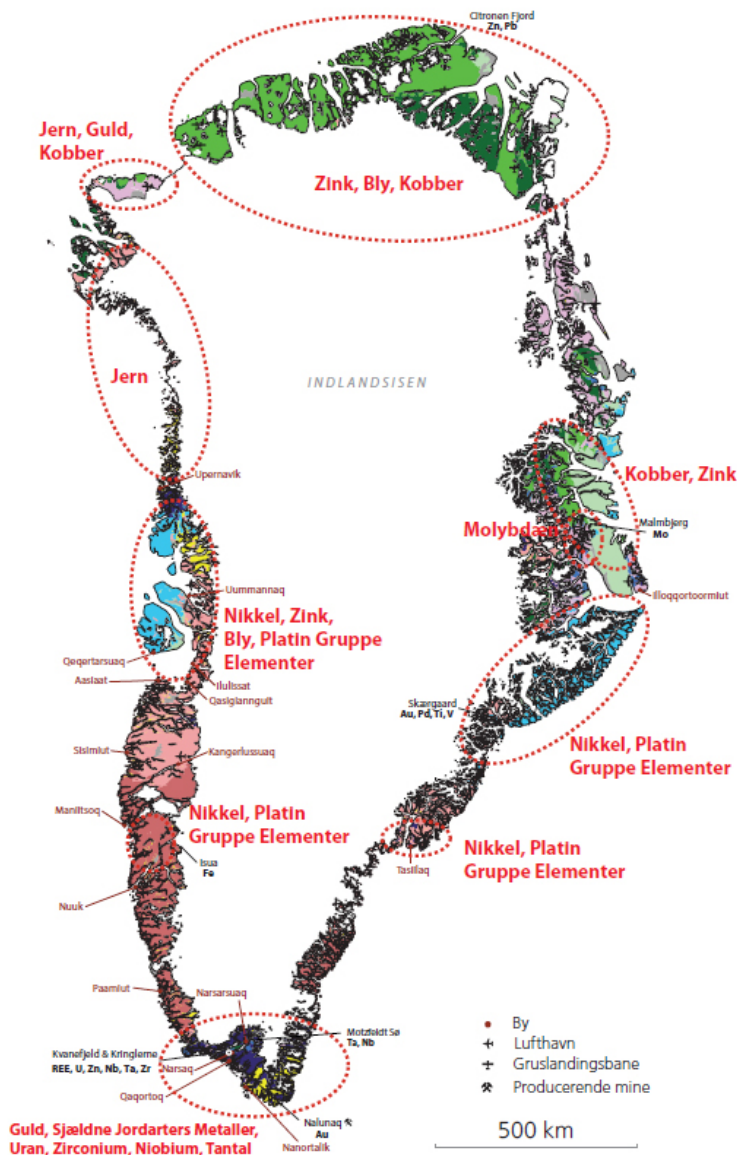 Citronen Fjord
Zn, Pb
Jern, Guld,
Kobber
Zink, Bly, Kobber
Jern
INDLANDSISEN
Upernavik
Kobber, Zink
Malmbjerg
Mo
Uummannaq
Illoqqortoormiut
Nikkel, Zink,
Bly, Platin Gruppe
Elementer
Qeqertarsuaq
Aasiaat
Ilulissat
Qasigiannguit
Skærgaard
Au, Pd, Ti, V
Sisimiut
Kangerlussuaq
Nikkel, Platin
Gruppe Elementer
Maniitsoq
Nikkel, Platin
Gruppe Elementer
Isua
Fe
Nikkel, Platin
Gruppe Elementer
Tasiilaq
Nuuk
Paamiut
Narsarsuaq
Motzfeldt Sø
Ta, Nb
Kvanefjeld & Kringlerne
REE, U, Zn, Nb, Ta, Zr
Narsaq
Qaqortoq
Nalunaq
Au
Nanortalik
Guld, Sjældne Jordarters Metaller,
Uran, Zirconium, Niobium, Tantal
By
Lufthavn
Gruslandingsbane
Producerende mine
500 km